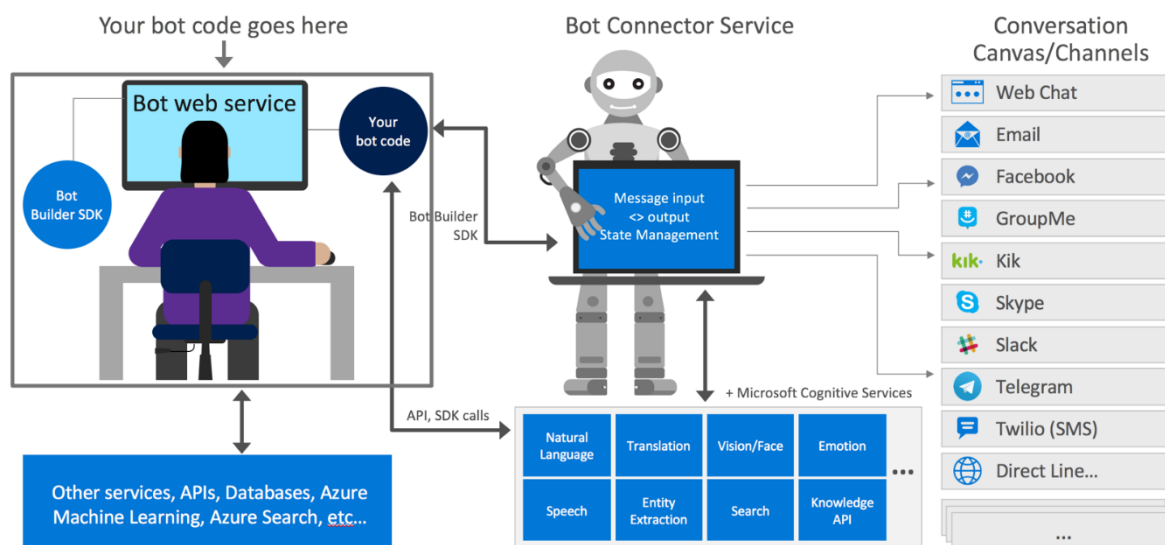 Your bot code goes here
Bot web service
Your
bot code
Bot
Builder SDK
Bot Builder
SDK
API, SDK calls
Other services, APIs, Databases, Azure
Machine Learning, Azure Search, etc...
Bot Connector Service
Message input
<> output
State Management
+ Microsoft Cognitive Services
Natural
Language
Translation
Vision/Face
Emotion
Speech
Entity
Extraction
Search
Knowledge
API
...
Conversation
Canvas/Channels
Web Chat
Email
Facebook
GroupMe
kik.
Kik
Skype
Slack
Telegram
Twilio (SMS)
Direct Line...
...